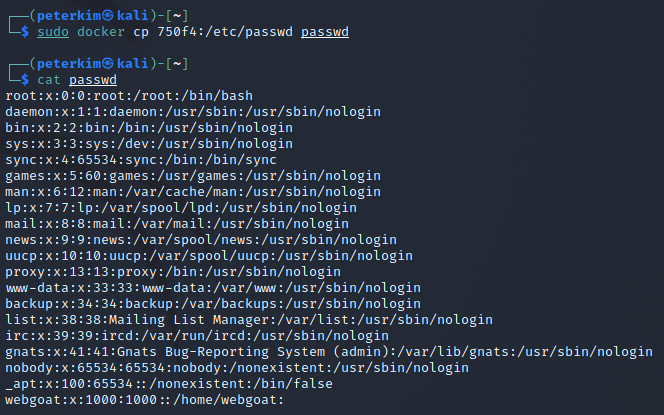 ┌──(peterkim㉿kali)-[~]
└─$ sudo docker cp 750f4:/etc/passwd passwd
┌──(peterkim㉿kali)-[~]
└─$ cat passwd
root:x:0:0:root:/root:/bin/bash
daemon:x:1:1:daemon:/usr/sbin:/usr/sbin/nologin
bin:x:2:2:bin:/bin:/usr/sbin/nologin
sys:x:3:3:sys:/dev:/usr/sbin/nologin
sync:x:4:65534:sync:/bin:/bin/sync
games:x:5:60:games:/usr/games:/usr/sbin/nologin
man:x:6:12:man:/var/cache/man:/usr/sbin/nologin
lp:x:7:7:lp:/var/spool/lpd:/usr/sbin/nologin
mail:x:8:8:mail:/var/mail:/usr/sbin/nologin
news:x:9:9:news:/var/spool/news:/usr/sbin/nologin
uucp:x:10:10:uucp:/var/spool/uucp:/usr/sbin/nologin
proxy:x:13:13:proxy:/bin:/usr/sbin/nologin
www-data:x:33:33:www-data:/var/www:/usr/sbin/nologin
backup:x:34:34:backup:/var/backups:/usr/sbin/nologin
list:x:38:38:Mailing List Manager:/var/list:/usr/sbin/nologin
irc:x:39:39:ircd:/var/run/ircd:/usr/sbin/nologin
gnats:x:41:41:Gnats Bug-Reporting System (admin):/var/lib/gnats:/usr/sbin/nologin
nobody:x:65534:65534:nobody:/nonexistent:/usr/sbin/nologin
_apt:x:100:65534::/nonexistent:/bin/false
webgoat:x:1000:1000::/home/webgoat: